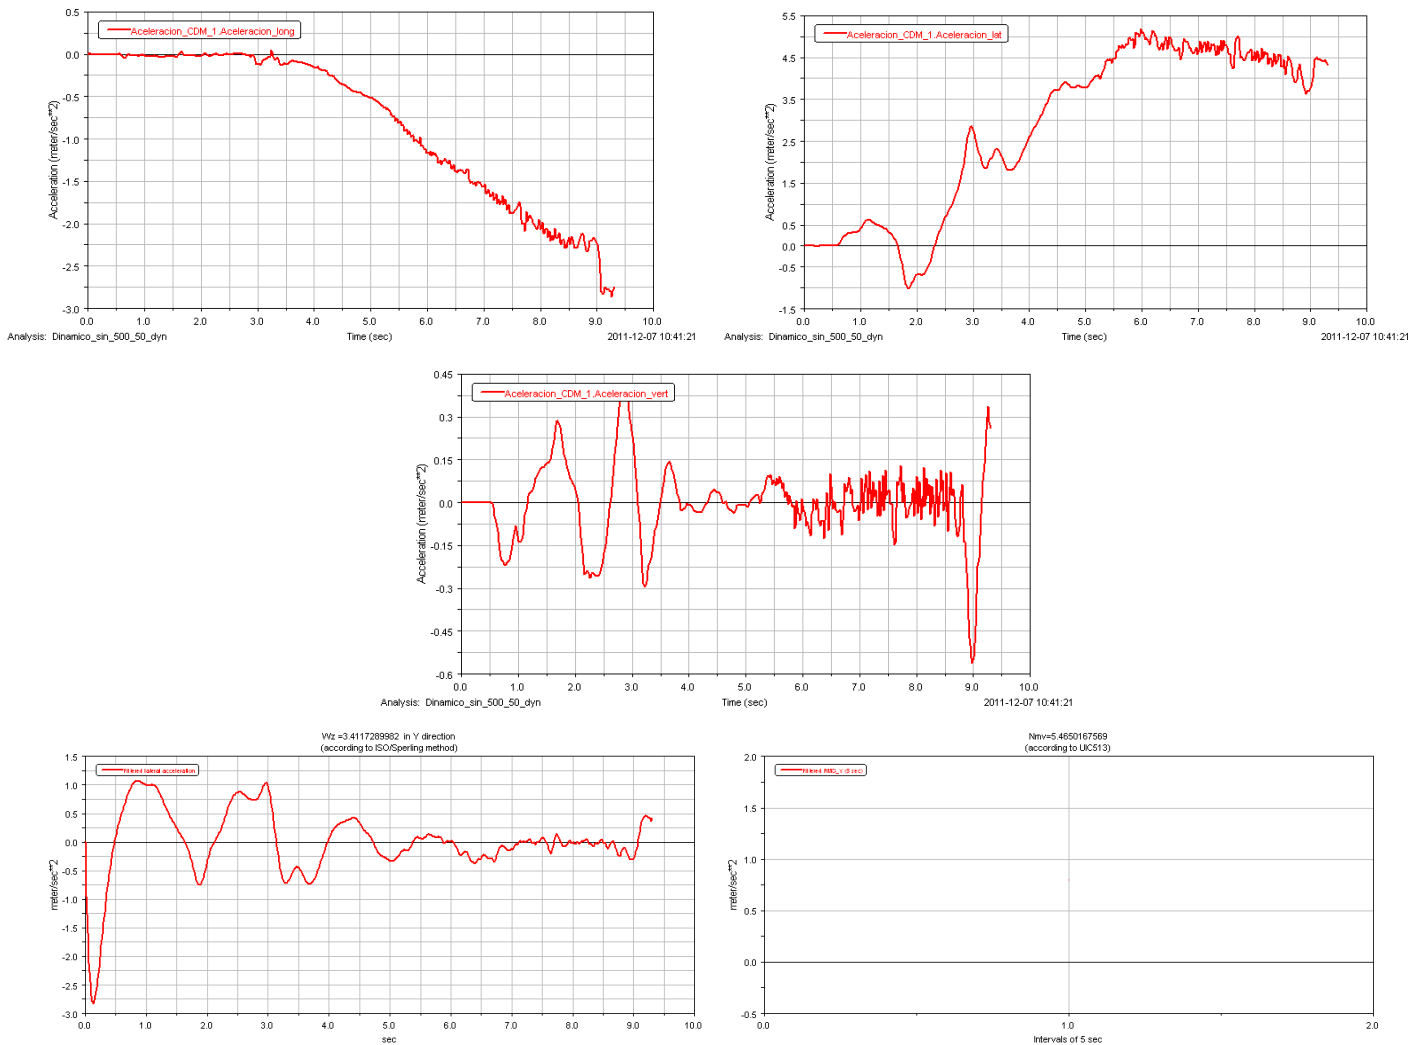 0.5
0.0
-0.5
-1.0
-1.5
-2.0
-2.5
-3.0
Acceleration (meter/sec**2)
Aceleracion_CDM_1.Aceleracion_long
0.0 1.0 2.0 3.0 4.0 5.0 6.0 7.0 8.0 9.0 10.0
Analysis: Dinamico_sin_500_50_dyn Time (sec) 2011-12-07 10:41:21
5.5
4.5
3.5
2.5
1.5
0.5
0.0
-0.5
-1.5
Acceleration (meter/sec**2)
Aceleracion_CDM_1.Aceleracion_lat
0.0 1.0 2.0 3.0 4.0 5.0 6.0 7.0 8.0 9.0 10.0
Analysis: Dinamico_sin_500_50_dyn Time (sec) 2011-12-07 10:41:21
0.45
0.3
0.15
0.0
-0.15
-0.3
-0.45
-0.6
Acceleration (meter/sec**2)
Aceleracion_CDM_1.Aceleracion_vert
0.0 1.0 2.0 3.0 4.0 5.0 6.0 7.0 8.0 9.0 10.0
Analysis: Dinamico_sin_500_50_dyn Time (sec) 2011-12-07 10:41:21
Wz =3.4117289982 in Y direction
(according to ISO/Sperling method)
1.5
1.0
0.5
0.0
-0.5
-1.0
-1.5
-2.0
-2.5
-3.0
meter/sec**2
Filtered lateral acceleration
0.0 1.0 2.0 3.0 4.0 5.0 6.0 7.0 8.0 9.0 10.0
sec
Nmv=5.4650167569
(according to UIC513)
2.0
1.5
1.0
0.5
0.0
-0.5
meter/sec**2
Filtered RMS_Y (5 sec)
0.0 1.0 2.0
Intervals of 5 sec